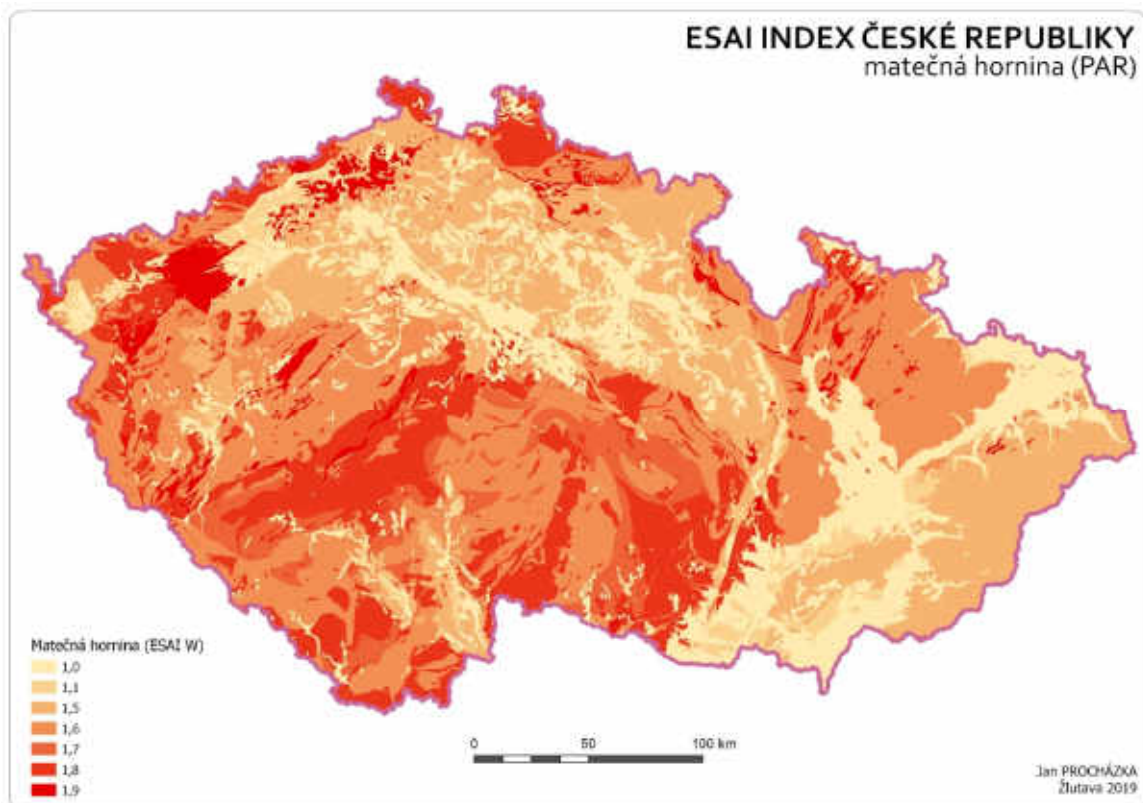 ESAI INDEX ČESKÉ REPUBLIKY
matečná hornina (PAR)
Matečná hornina (ESAI W)
1,0
1,1
1,5
1,6
1,7
1,8
1,9
0 50 100 km
Jan PROCHÁZKA
Žlutava 2019